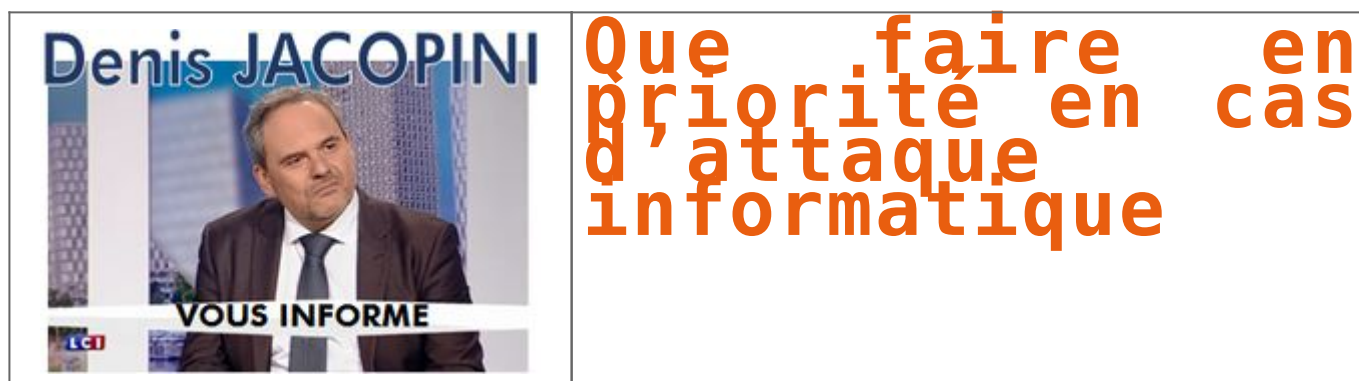 Denis JACOPINI
VOUS INFORME
LCI
Que faire en
priorité en cas
d’attaque
informatique